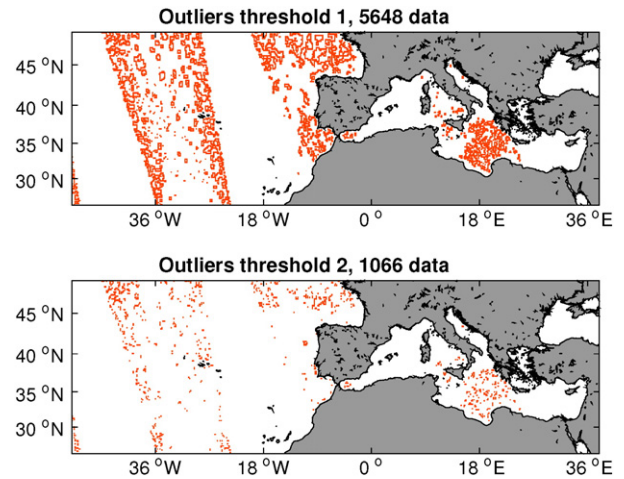 Outliers threshold 1, 5648 data
45 °N
40 °N
35 °N
30 °N
36 °W 18 °W 0 ° 18 °E 36 °E
Outliers threshold 2, 1066 data
45 °N
40 °N
35 °N
30 °N
36 °W 18 °W 0 ° 18 °E 36 °E